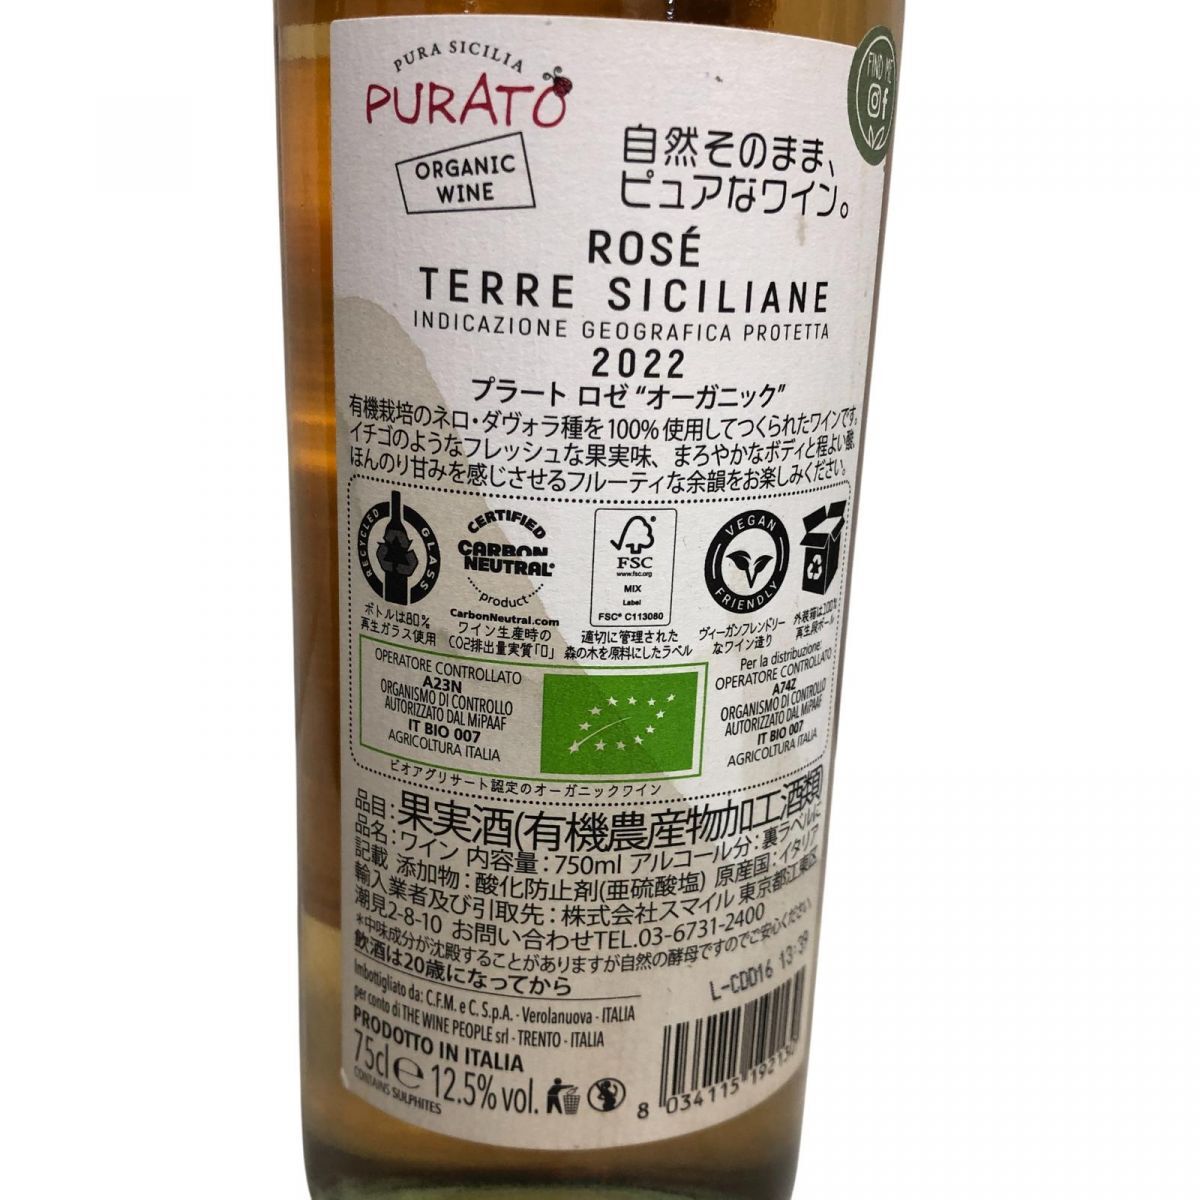 PURA SICILIA
PURATO
ORGANIC
WINE
FIND ME
自然そのまま、
ピュアなワイン。
ROSÉ
TERRE SICILIANE
INDICAZIONE GEOGRAFICA PROTETTA
2022
プラート ロゼ “オーガニック”
有機栽培のネロ・ダヴォラ種を100%使用してつくられたワインです。
イチゴのようなフレッシュな果実味、まろやかなボディと程よい酸、
ほんのり甘みを感じさせるフルーティな余韻をお楽しみください。
RECYCLED GLASS
ボトルは80%
再生ガラス使用
CERTIFIED
CARBON
NEUTRAL®
product
CarbonNeutral.com
ワイン生産時の
CO2排出量実質「0」
FSC
www.fsc.org
MIX
Label
FSC® C113080
適切に管理された
森の木を原料にしたラベル
VEGAN
FRIENDLY
ヴィーガンフレンドリー
なワイン造り
外装箱は100%
再生段ボール
OPERATORE CONTROLLATO
A23N
ORGANISMO DI CONTROLLO
AUTORIZZATO DAL MiPAAF
IT BIO 007
AGRICOLTURA ITALIA
Per la distribuzione:
OPERATORE CONTROLLATO
A74Z
ORGANISMO DI CONTROLLO
AUTORIZZATO DAL MiPAAF
IT BIO 007
AGRICOLTURA ITALIA
ビオアグリサート認定のオーガニックワイン
品目：果実酒(有機農産物加工酒類)
品名：ワイン 内容量：750ml アルコール分：裏ラベルに
記載 添加物：酸化防止剤(亜硫酸塩) 原産国：イタリア
輸入業者及び引取先：株式会社スマイル 東京都江東区
潮見2-8-10 お問い合わせTEL.03-6731-2400
*中味成分が沈殿することがありますが自然の酵母ですのでご安心ください
飲酒は20歳になってから
Imbottigliato da: C.F.M. e C. S.p.A. - Verolanuova - ITALIA
per conto di THE WINE PEOPLE srl - TRENTO - ITALIA
PRODOTTO IN ITALIA
75cl e 12.5% vol.
CONTAINS SULPHITES
L-CDD16 13:39
8 034115 192130